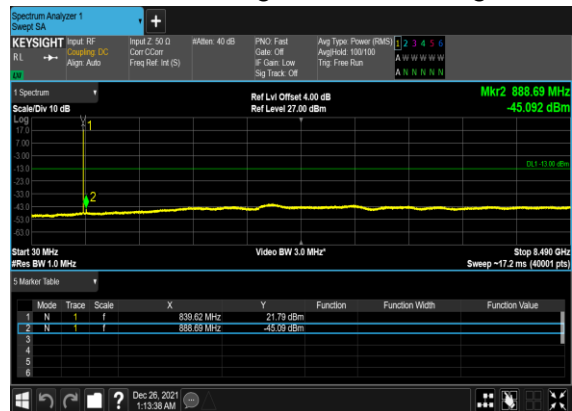 Spectrum Analyzer 1
Swept SA
+
KEYSIGHT
RL
Input: RF
Coupling: DC
Align: Auto
Input Z: 50 Ω
Corr CCorr
Freq Ref: Int (S)
#Atten: 40 dB
PNO: Fast
Gate: Off
IF Gain: Low
Sig Track: Off
Avg Type: Power (RMS)
Avg|Hold: 100/100
Trig: Free Run
1 2 3 4 5 6
A W W W W W
A N N N N N
1 Spectrum
Scale/Div 10 dB
Ref Lvl Offset 4.00 dB
Ref Level 27.00 dBm
Mkr2 888.69 MHz
-45.092 dBm
Log
17.0
7.00
-3.00
-13.0
-23.0
-33.0
-43.0
-53.0
-63.0
1
2
DL1 -13.00 dBm
Start 30 MHz
#Res BW 1.0 MHz
Video BW 3.0 MHz*
Stop 8.490 GHz
Sweep ~17.2 ms (40001 pts)
5 Marker Table
Mode Trace Scale X Y Function Function Width Function Value
1 N 1 f 839.62 MHz 21.79 dBm
2 N 1 f 888.69 MHz -45.09 dBm
3
4
5
6
?
Dec 26, 2021
1:13:38 AM